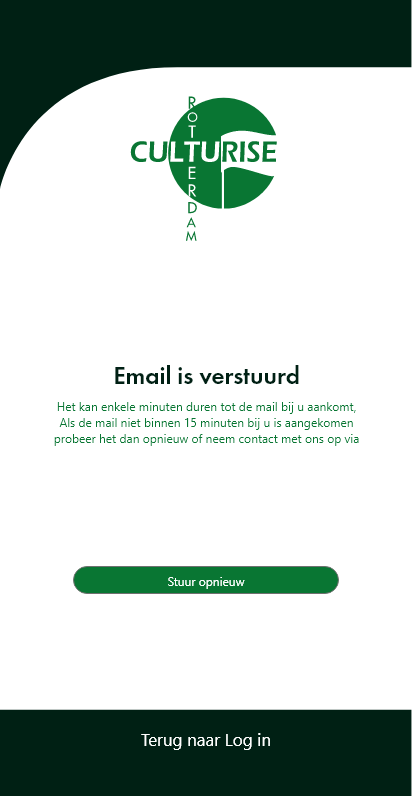 ROTTERDAM
CULTURISE
Email is verstuurd
Het kan enkele minuten duren tot de mail bij u aankomt,
Als de mail niet binnen 15 minuten bij u is aangekomen
probeer het dan opnieuw of neem contact met ons op via
Stuur opnieuw
Terug naar Log in